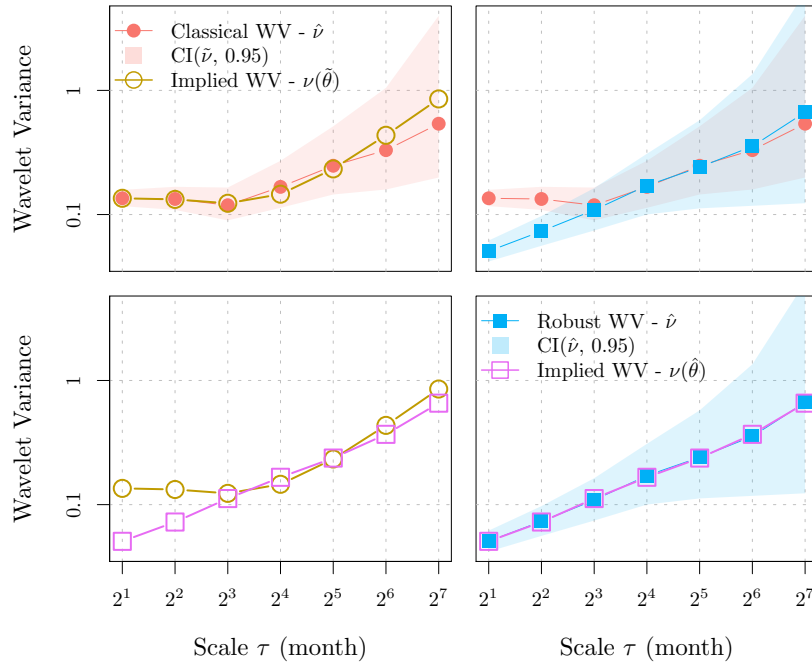 Classical WV - ν̂
CI(ν̃, 0.95)
Implied WV - ν(θ̃)
Wavelet Variance
1
0.1
Robust WV - ν̂
CI(ν̂, 0.95)
Implied WV - ν(θ̂)
Wavelet Variance
1
0.1
2¹ 2² 2³ 2⁴ 2⁵ 2⁶ 2⁷
2¹ 2² 2³ 2⁴ 2⁵ 2⁶ 2⁷
Scale τ (month)
Scale τ (month)